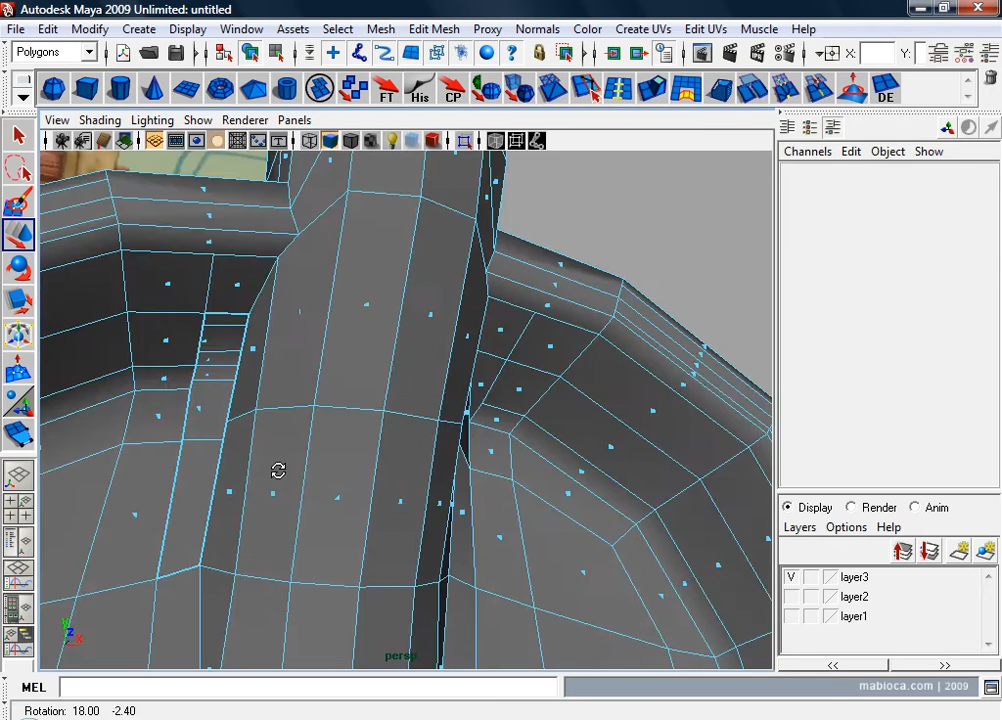 Autodesk Maya 2009 Unlimited: untitled
File Edit Modify Create Display Window Assets Select Mesh Edit Mesh Proxy Normals Color Create UVs Edit UVs Muscle Help
Polygons X: Y:
FT His CP DE
View Shading Lighting Show Renderer Panels
Channels Edit Object Show
Display Render Anim
Layers Options Help
V layer3
layer2
layer1
y
z x
persp
<< >>
MEL
mabioca.com | 2009
Rotation: 18.00 -2.40